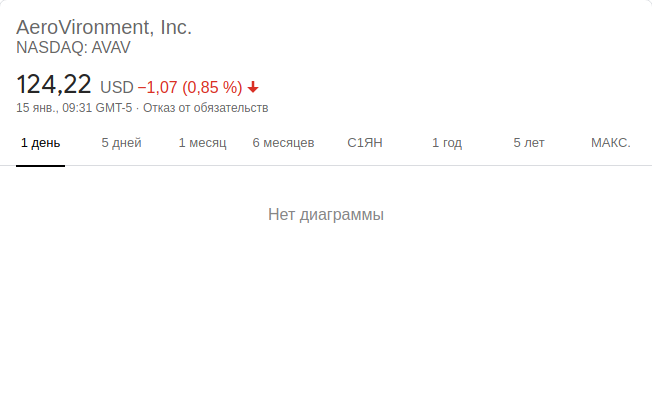 AeroVironment, Inc.
NASDAQ: AVAV
124,22 USD −1,07 (0,85 %)
15 янв., 09:31 GMT-5 · Отказ от обязательств
1 день 5 дней 1 месяц 6 месяцев С1ЯН 1 год 5 лет МАКС.
Нет диаграммы